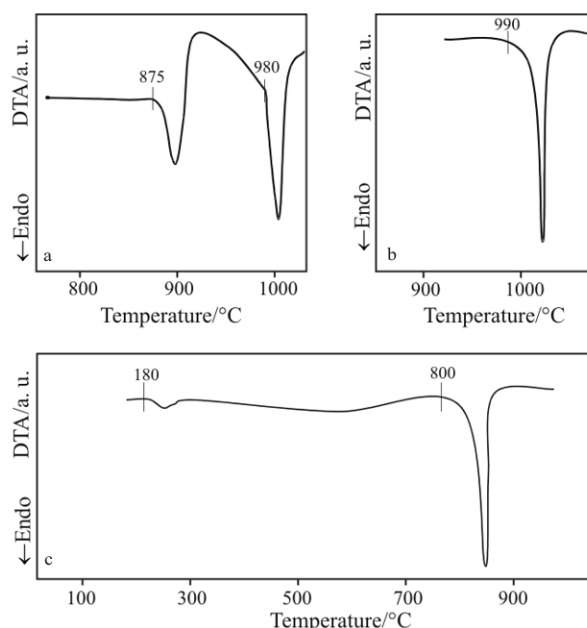 DTA/a. u.
←Endo
875
980
a
800
900
1000
Temperature/°C
DTA/a. u.
←Endo
990
b
900
1000
Temperature/°C
DTA/a. u.
←Endo
180
800
c
100
300
500
700
900
Temperature/°C